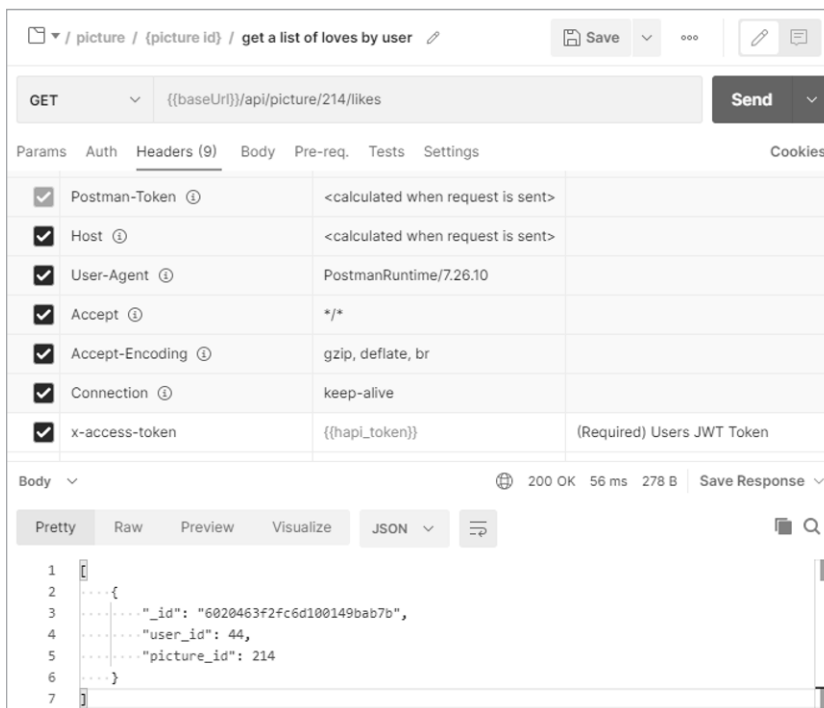 / picture / {picture id} / get a list of loves by user Save
GET {{baseUrl}}/api/picture/214/likes Send
Params Auth Headers (9) Body Pre-req. Tests Settings Cookies
Postman-Token <calculated when request is sent>
Host <calculated when request is sent>
User-Agent PostmanRuntime/7.26.10
Accept */*
Accept-Encoding gzip, deflate, br
Connection keep-alive
x-access-token {{hapi_token}} (Required) Users JWT Token
Body 200 OK 56 ms 278 B Save Response
Pretty Raw Preview Visualize JSON
1 [
2 {
3 "_id": "6020463f2fc6d100149bab7b",
4 "user_id": 44,
5 "picture_id": 214
6 }
7 ]